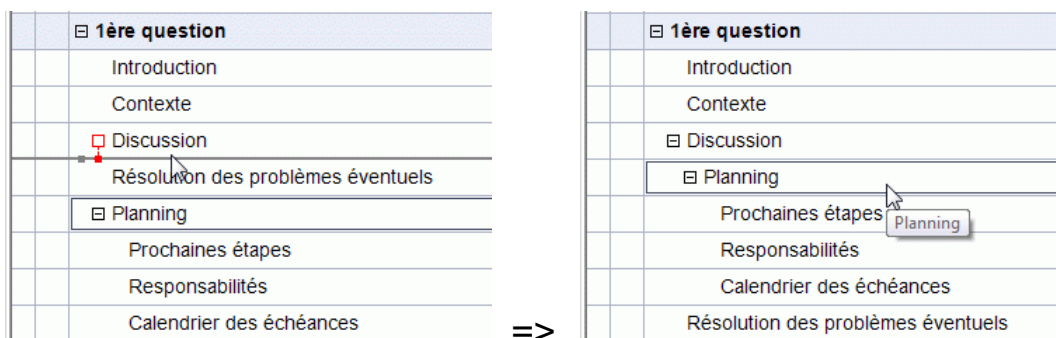 1ère question
Introduction
Contexte
Discussion
Résolution des problèmes éventuels
Planning
Prochaines étapes
Responsabilités
Calendrier des échéances
=>
1ère question
Introduction
Contexte
Discussion
Planning
Prochaines étapes
Planning
Responsabilités
Calendrier des échéances
Résolution des problèmes éventuels